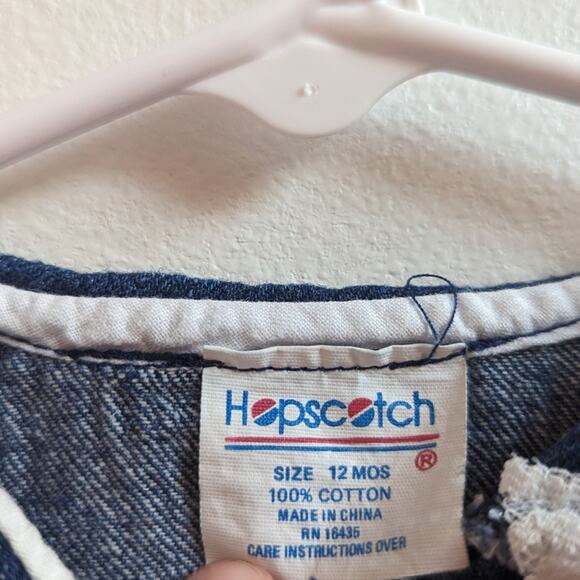 Hopscotch
®
SIZE 12 MOS
100% COTTON
MADE IN CHINA
RN 16435
CARE INSTRUCTIONS OVER